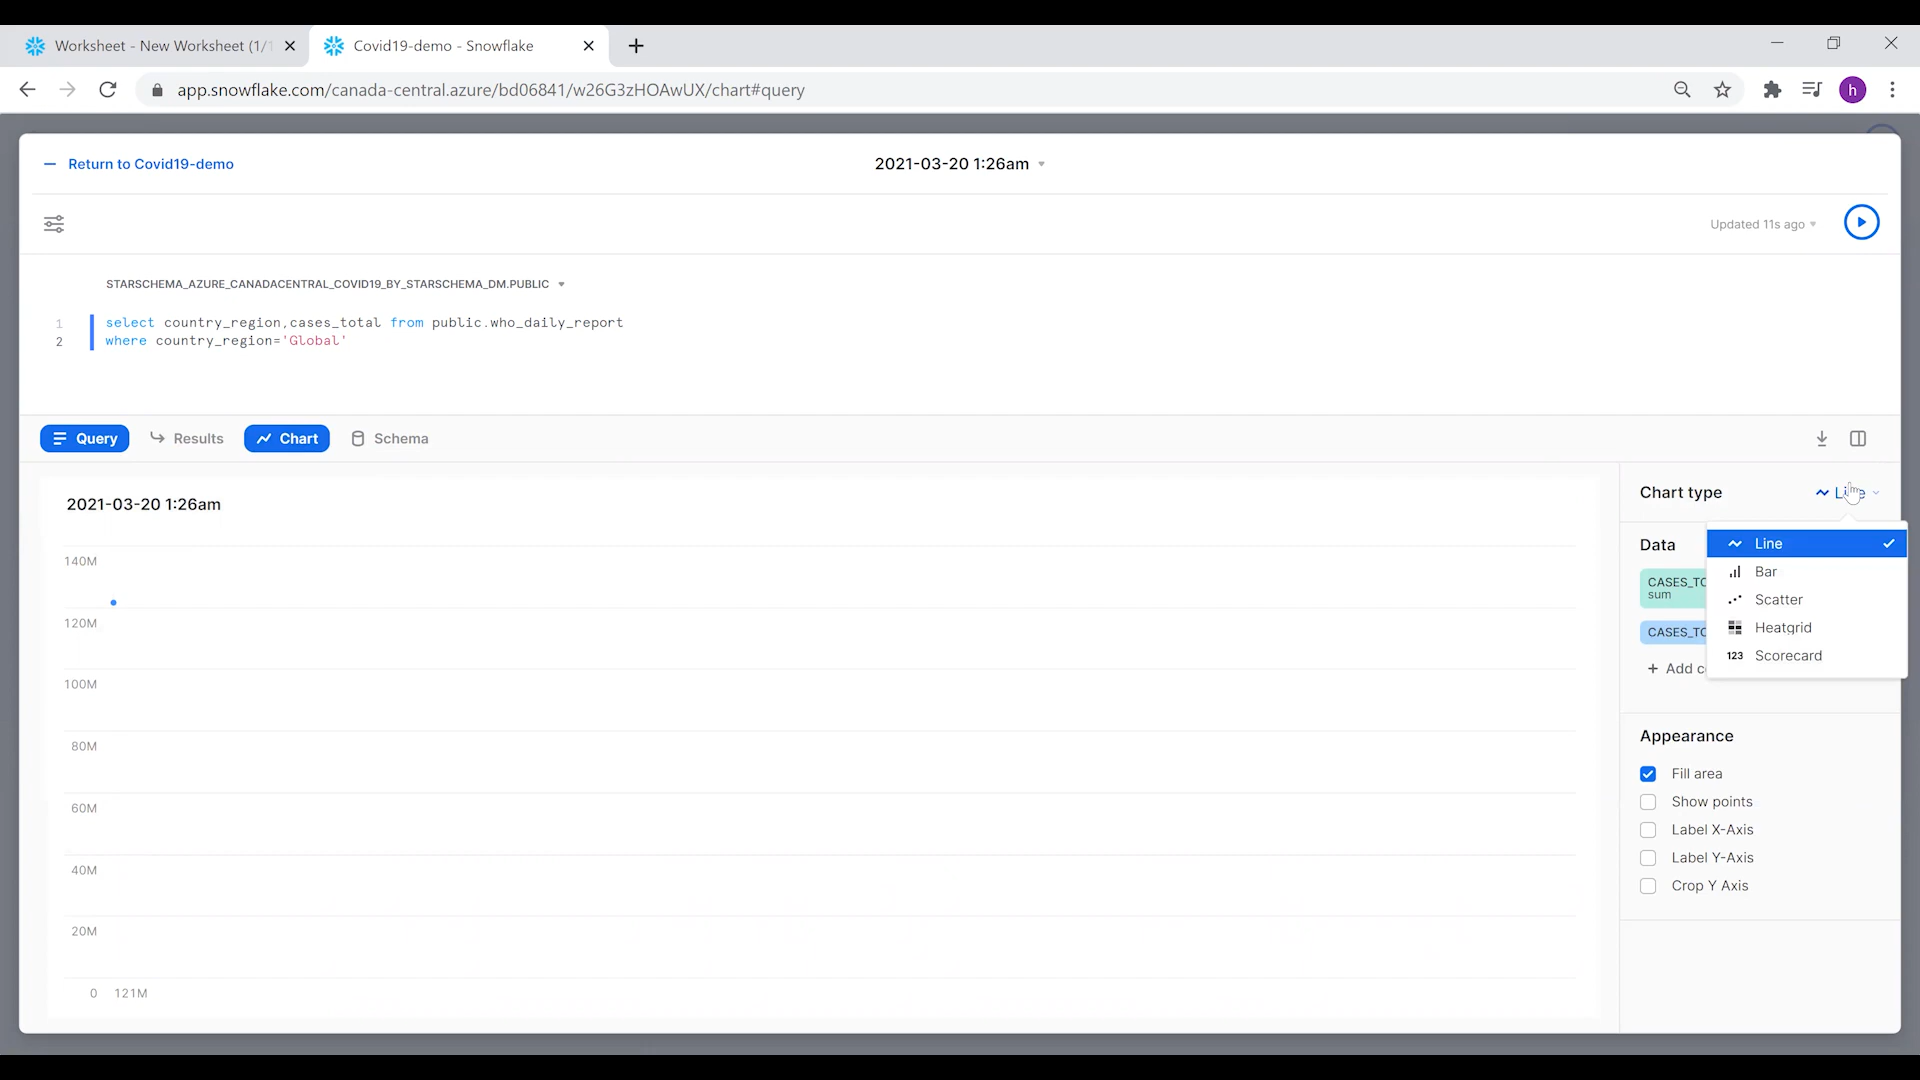 Worksheet - New Worksheet (1/1
Covid19-demo - Snowflake
app.snowflake.com/canada-central.azure/bd06841/w26G3zHOAwUX/chart#query
h
Return to Covid19-demo
2021-03-20 1:26am
Updated 11s ago
STARSCHEMA_AZURE_CANADACENTRAL_COVID19_BY_STARSCHEMA_DM.PUBLIC
1 select country_region,cases_total from public.who_daily_report
2 where country_region='Global'
Query
Results
Chart
Schema
2021-03-20 1:26am
140M
120M
100M
80M
60M
40M
20M
0
121M
Chart type
Line
Bar
Scatter
Heatgrid
123 Scorecard
Data
CASES_TO
sum
CASES_TO
+ Add c
Appearance
Fill area
Show points
Label X-Axis
Label Y-Axis
Crop Y Axis